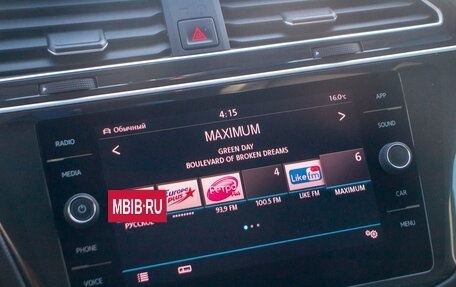 RADIO
MEDIA
PHONE
VOICE
4:15
16.0°C
Обычный
MAXIMUM
GREEN DAY
BOULEVARD OF BROKEN DREAMS
Европа plus
Ретро FM
4
Like fm
6
РУССКОЕ
93.9 FM
100.5 FM
LIKE FM
MAXIMUM
MBIB·RU
APP
SOUND
CAR
MENU